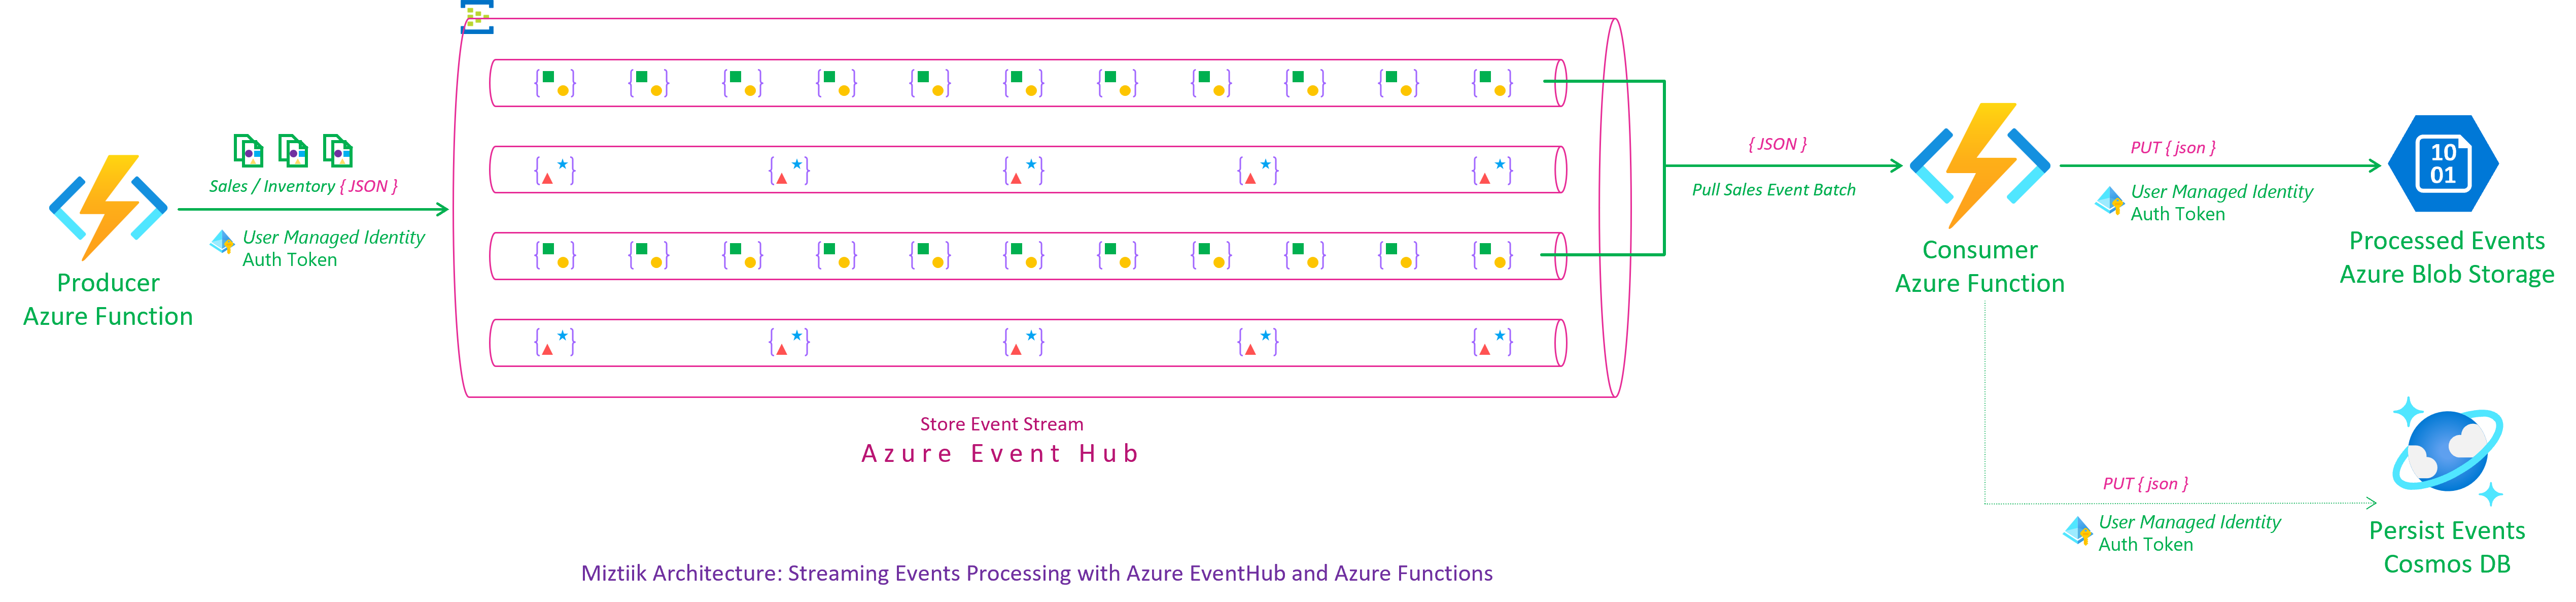 Sales / Inventory { JSON }
User Managed Identity
Auth Token
Producer
Azure Function
Store Event Stream
Azure Event Hub
{ JSON }
Pull Sales Event Batch
Consumer
Azure Function
PUT { json }
User Managed Identity
Auth Token
10
01
Processed Events
Azure Blob Storage
PUT { json }
User Managed Identity
Auth Token
Persist Events
Cosmos DB
Miztiik Architecture: Streaming Events Processing with Azure EventHub and Azure Functions